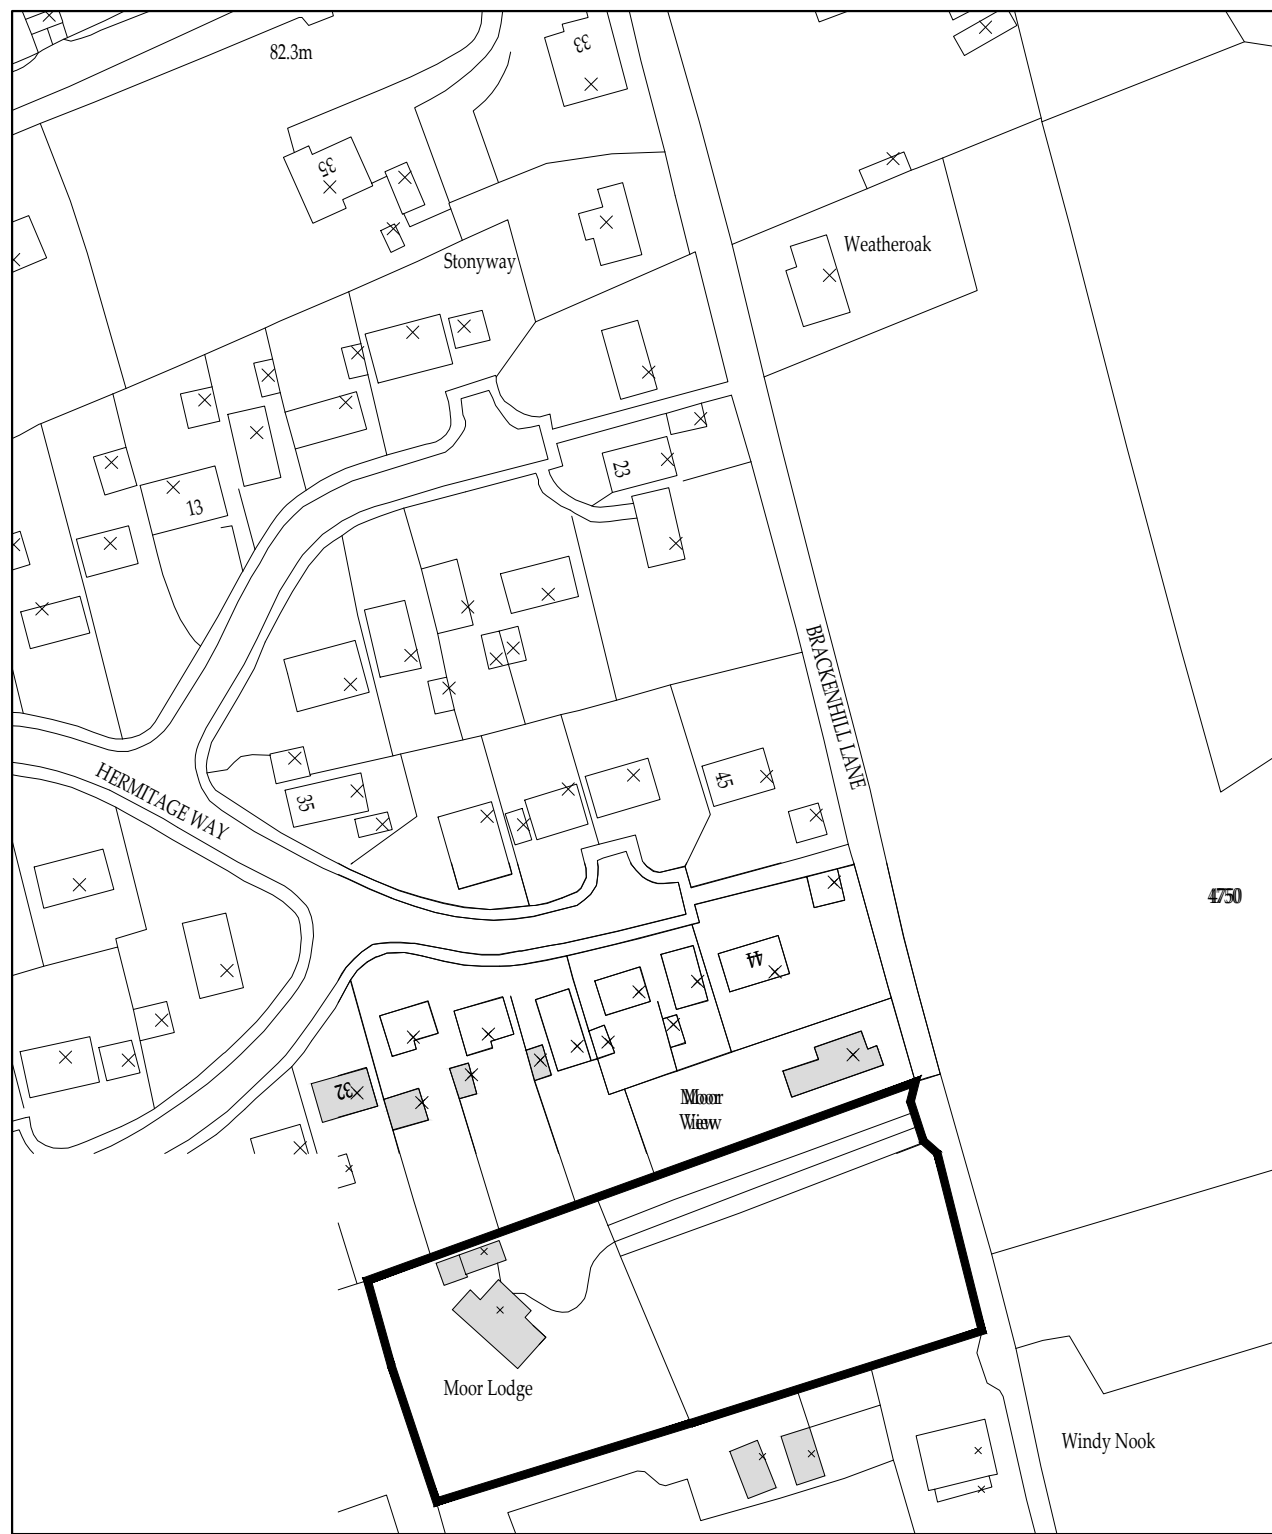 82.3m
33
35
Stonyway
Weatheroak
23
13
BRACKENHILL LANE
HERMITAGE WAY
35
45
4750
44
32
Moor
View
Moor Lodge
Windy Nook